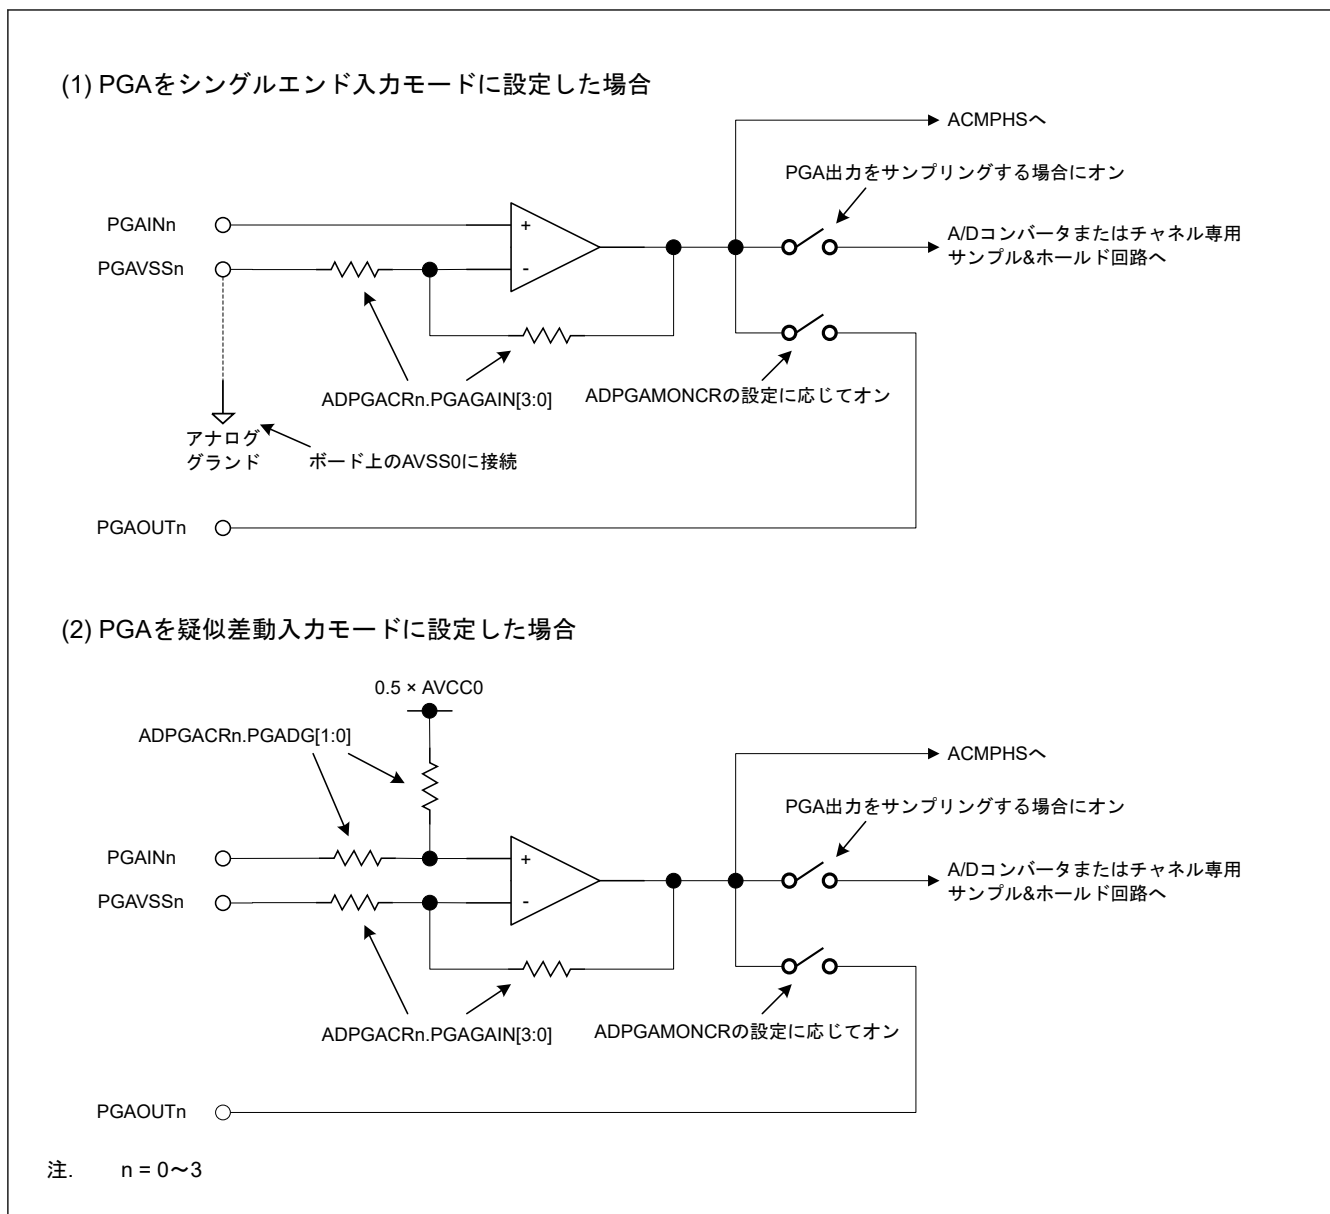 (1) PGAをシングルエンド入力モードに設定した場合
ACMPHSへ
PGA出力をサンプリングする場合にオン
PGAINn
+
A/Dコンバータまたはチャネル専用
サンプル&ホールド回路へ
PGAVSSn
-
ADPGACRn.PGAGAIN[3:0]
ADPGAMONCRの設定に応じてオン
アナログ
グランド
ボード上のAVSS0に接続
PGAOUTn
(2) PGAを疑似差動入力モードに設定した場合
0.5 × AVCC0
ADPGACRn.PGADG[1:0]
ACMPHSへ
PGA出力をサンプリングする場合にオン
PGAINn
+
A/Dコンバータまたはチャネル専用
サンプル&ホールド回路へ
PGAVSSn
-
ADPGACRn.PGAGAIN[3:0]
ADPGAMONCRの設定に応じてオン
PGAOUTn
注. n = 0～3